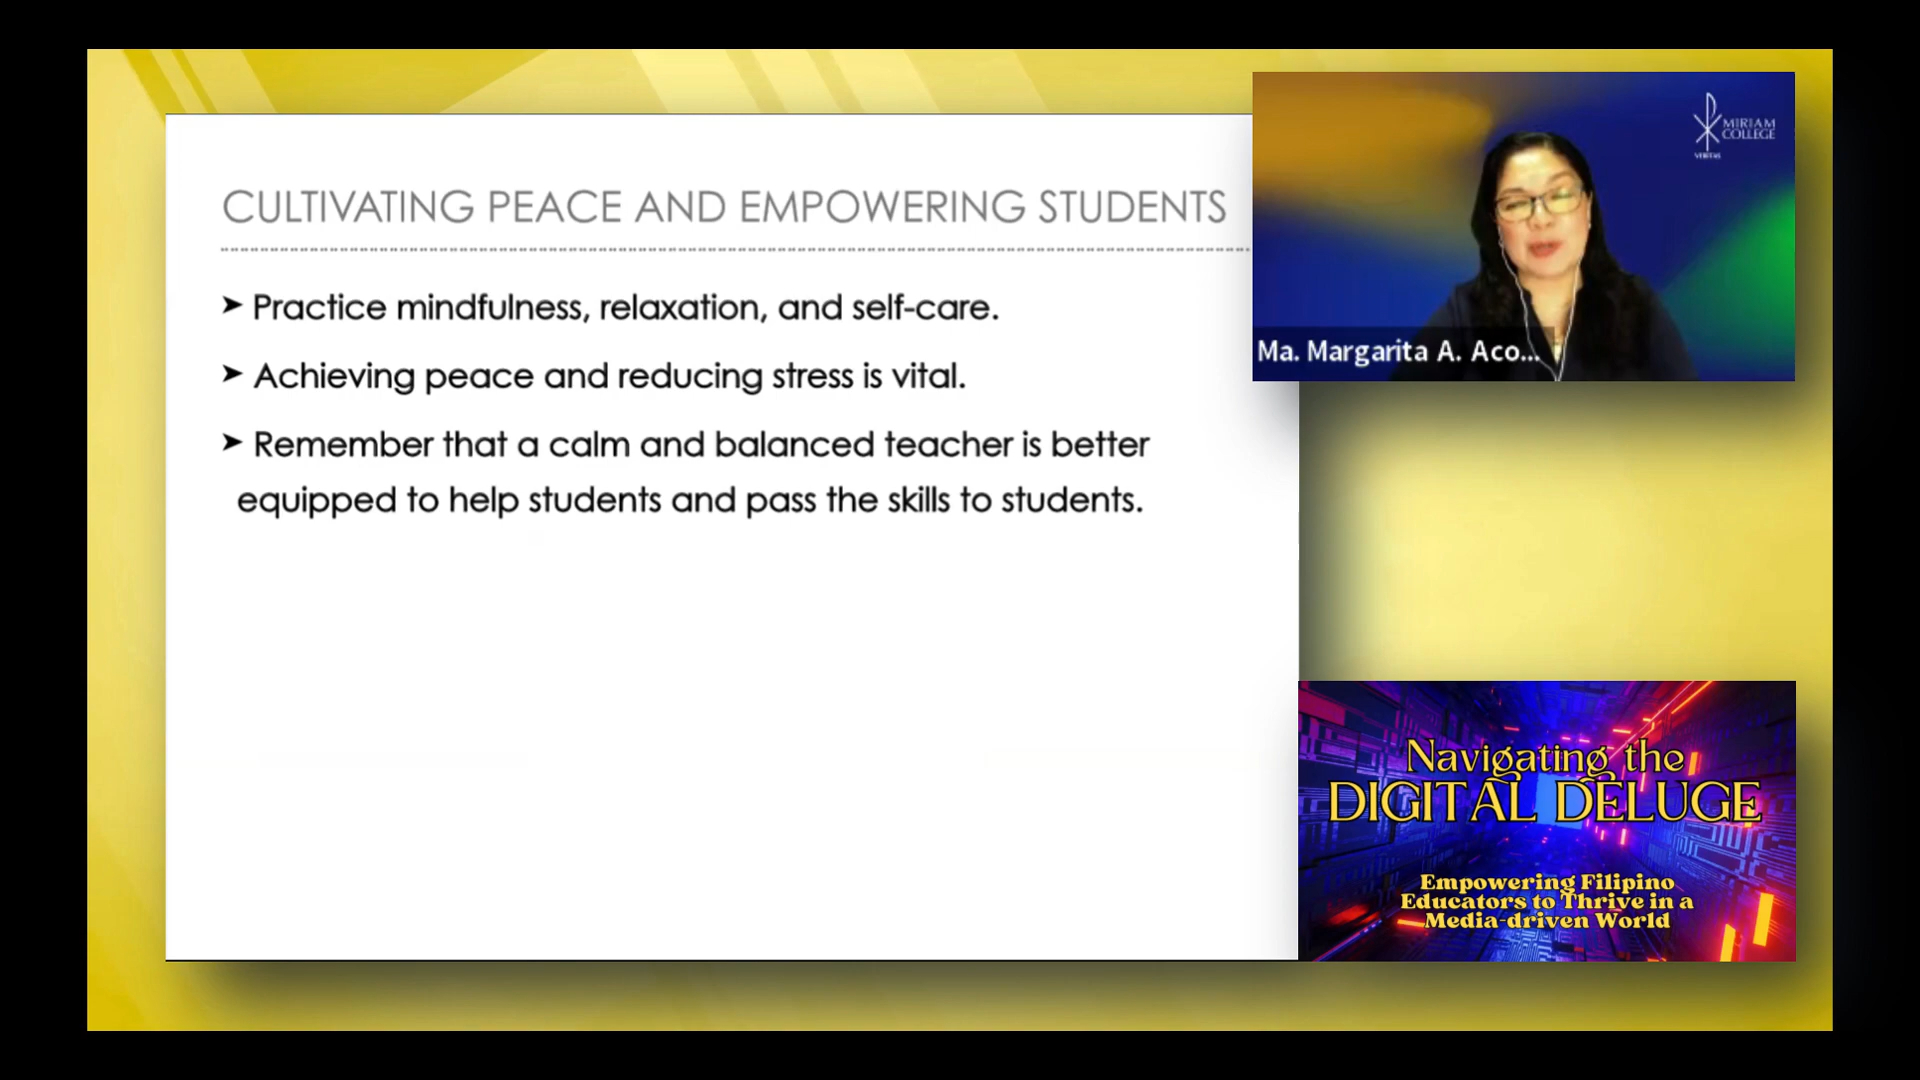 CULTIVATING PEACE AND EMPOWERING STUDENTS
➤ Practice mindfulness, relaxation, and self-care.
➤ Achieving peace and reducing stress is vital.
➤ Remember that a calm and balanced teacher is better
equipped to help students and pass the skills to students.
MIRIAM
COLLEGE
VERITAS
Ma. Margarita A. Aco...
Navigating the
DIGITAL DELUGE
Empowering Filipino
Educators to Thrive in a
Media-driven World